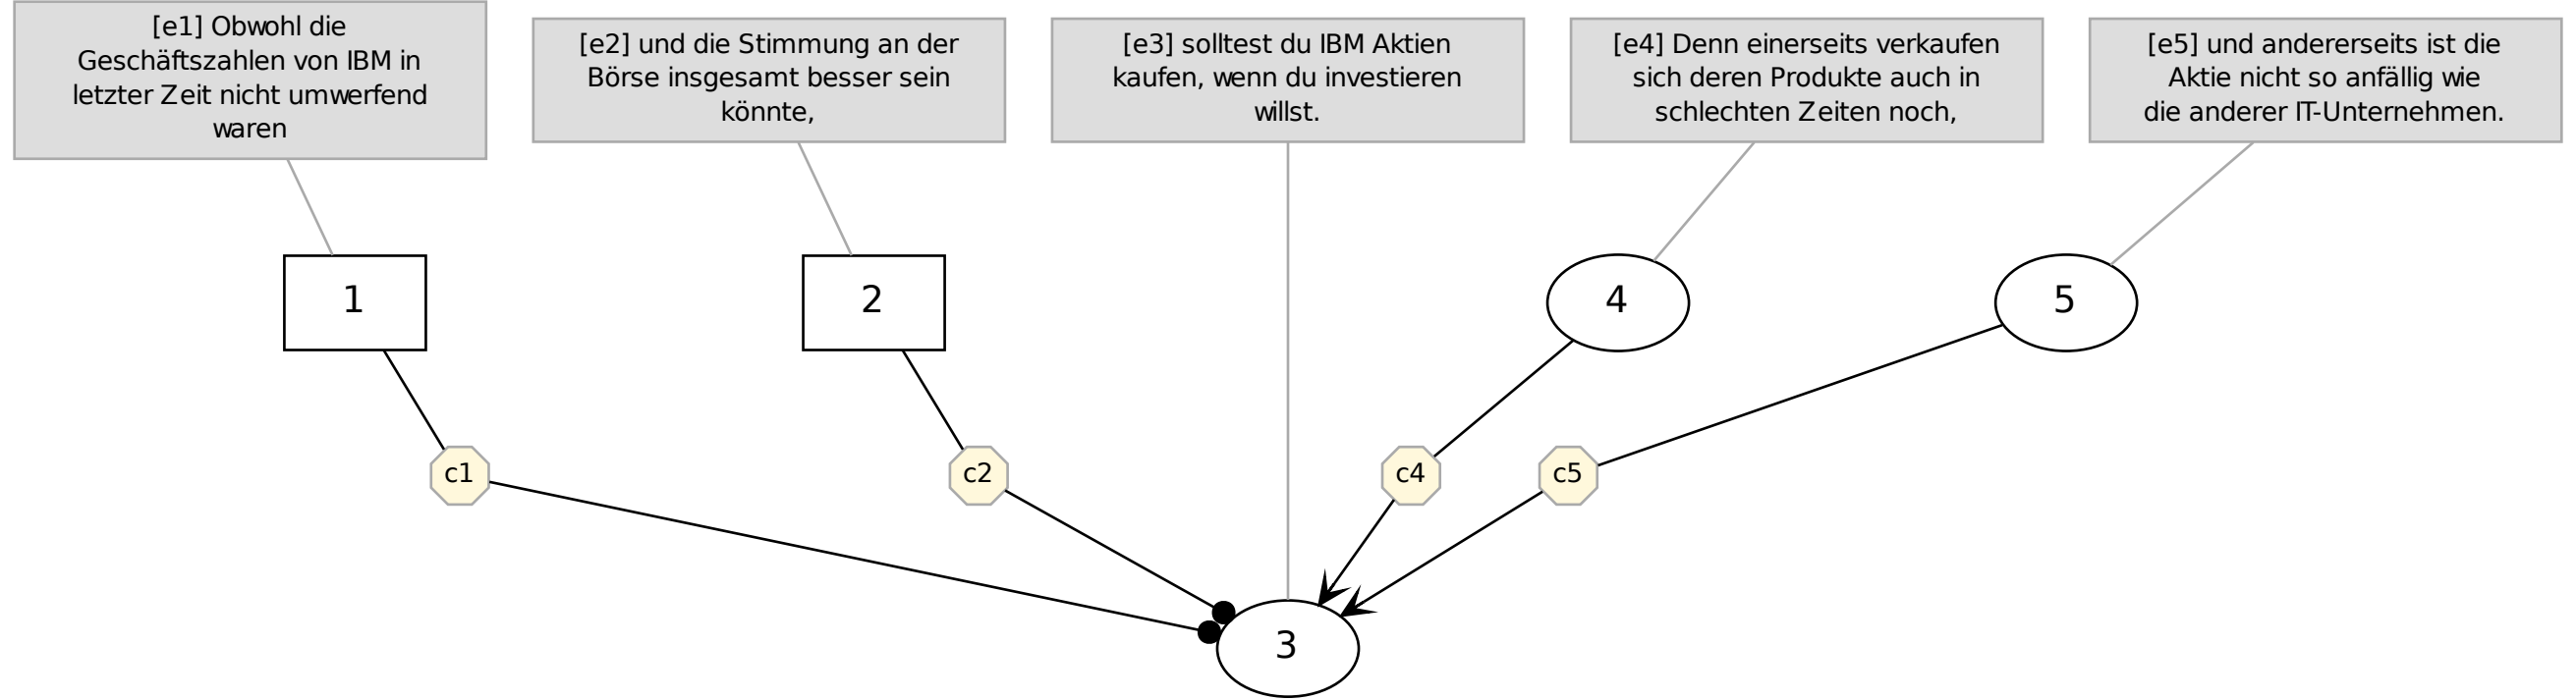 [e1] Obwohl die
Geschäftszahlen von IBM in
letzter Zeit nicht umwerfend
waren
[e2] und die Stimmung an der
Börse insgesamt besser sein
könnte,
[e3] solltest du IBM Aktien
kaufen, wenn du investieren
willst.
[e4] Denn einerseits verkaufen
sich deren Produkte auch in
schlechten Zeiten noch,
[e5] und andererseits ist die
Aktie nicht so anfällig wie
die anderer IT-Unternehmen.
1
2
4
5
c1
c2
c4
c5
3